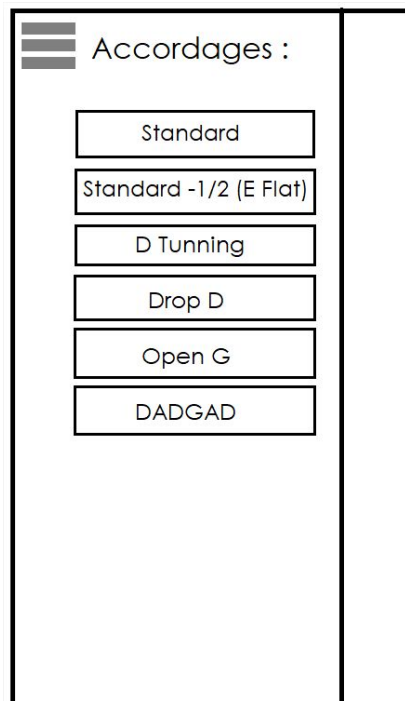 Accordages :
Standard
Standard -1/2 (E Flat)
D Tunning
Drop D
Open G
DADGAD